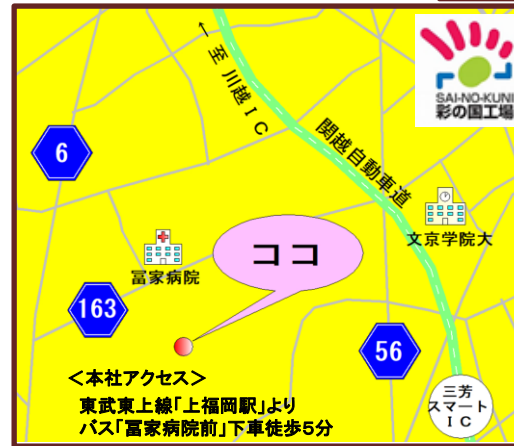 ← 至 川越IC
SAI-NO-KUNI
彩の国工場
関越自動車道
6
文京学院大
ココ
冨家病院
163
56
<本社アクセス>
東武東上線「上福岡駅」より
バス「冨家病院前」下車徒歩5分
三芳
スマート
IC